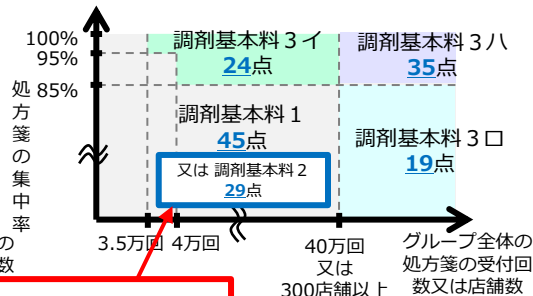 100%
95%
85%
処方箋の集中率
調剤基本料3イ
24点
調剤基本料3ハ
35点
調剤基本料1
45点
又は 調剤基本料2
29点
調剤基本料3ロ
19点
の
数
3.5万回
4万回
40万回
又は
300店舗以上
グループ全体の
処方箋の受付回
数又は店舗数